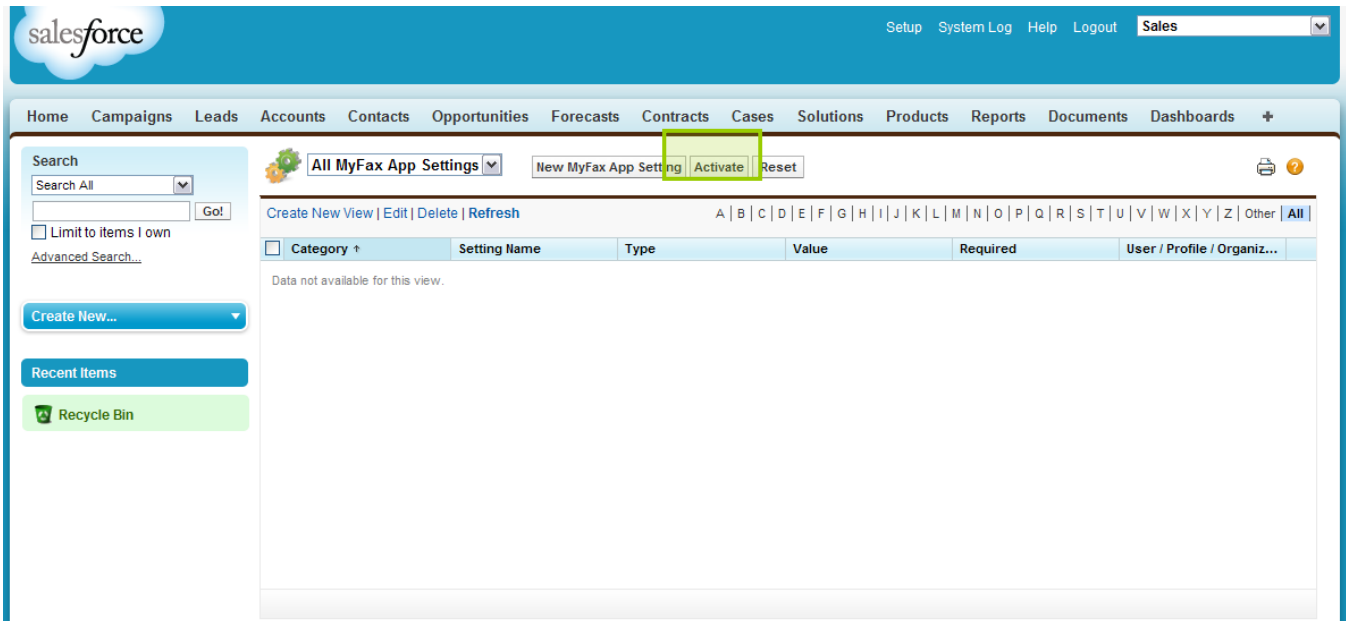 salesforce
Setup System Log Help Logout Sales
Home Campaigns Leads Accounts Contacts Opportunities Forecasts Contracts Cases Solutions Products Reports Documents Dashboards +
Search
Search All
Go!
Limit to items I own
Advanced Search...
Create New...
Recent Items
Recycle Bin
All MyFax App Settings New MyFax App Setting Activate Reset
Create New View | Edit | Delete | Refresh A | B | C | D | E | F | G | H | I | J | K | L | M | N | O | P | Q | R | S | T | U | V | W | X | Y | Z | Other | All
Category ↑ Setting Name Type Value Required User / Profile / Organiz...
Data not available for this view.